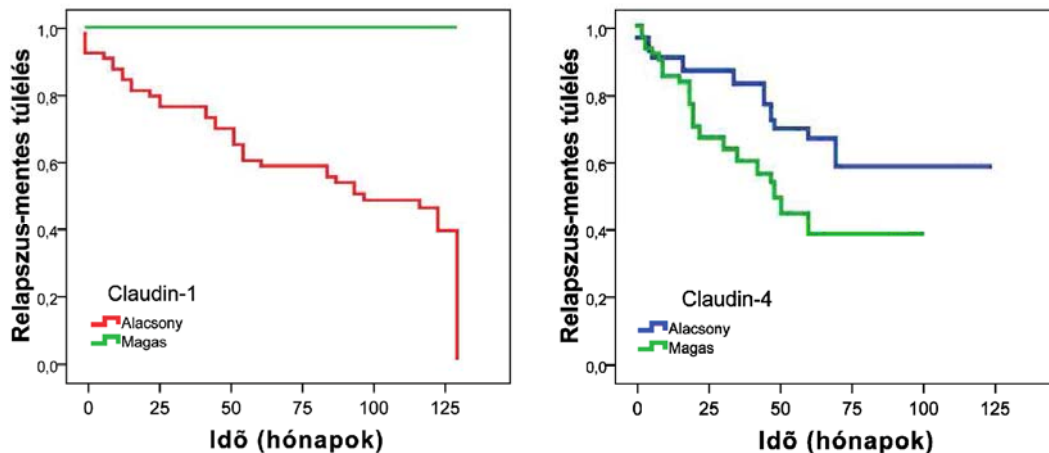 Relapszus-mentes túlélés
1,0
0,8
0,6
0,4
0,2
0,0
Claudin-1
Alacsony
Magas
0 25 50 75 100 125
Idõ (hónapok)
Relapszus-mentes túlélés
1,0
0,8
0,6
0,4
0,2
0,0
Claudin-4
Alacsony
Magas
0 25 50 75 100 125
Idõ (hónapok)